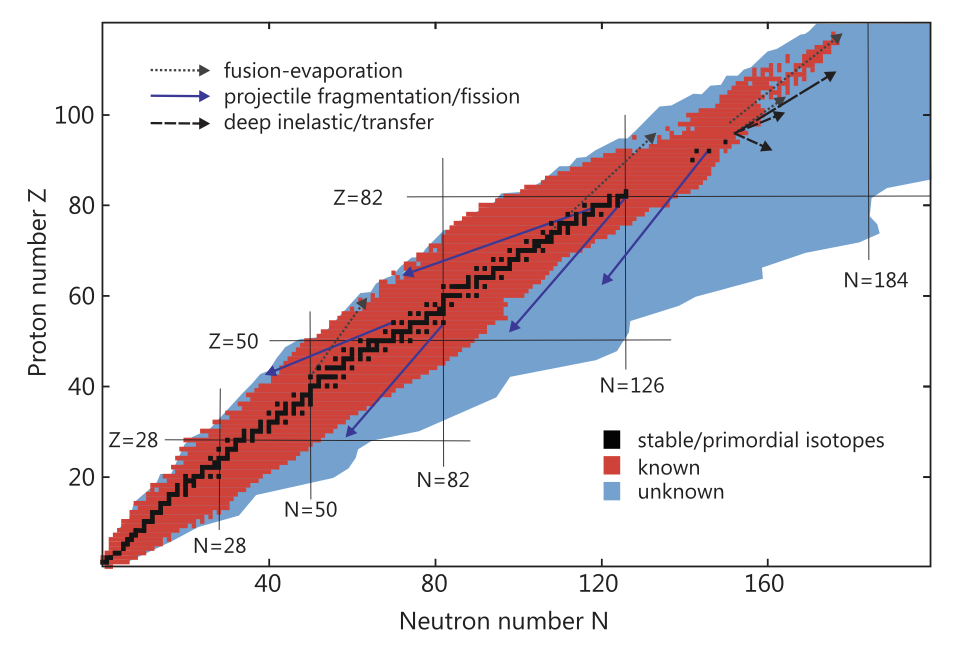 fusion-evaporation
projectile fragmentation/fission
deep inelastic/transfer
100
80
60
40
20
Proton number Z
Z=82
Z=50
Z=28
N=184
N=126
N=82
N=50
N=28
stable/primordial isotopes
known
unknown
40
80
120
160
Neutron number N